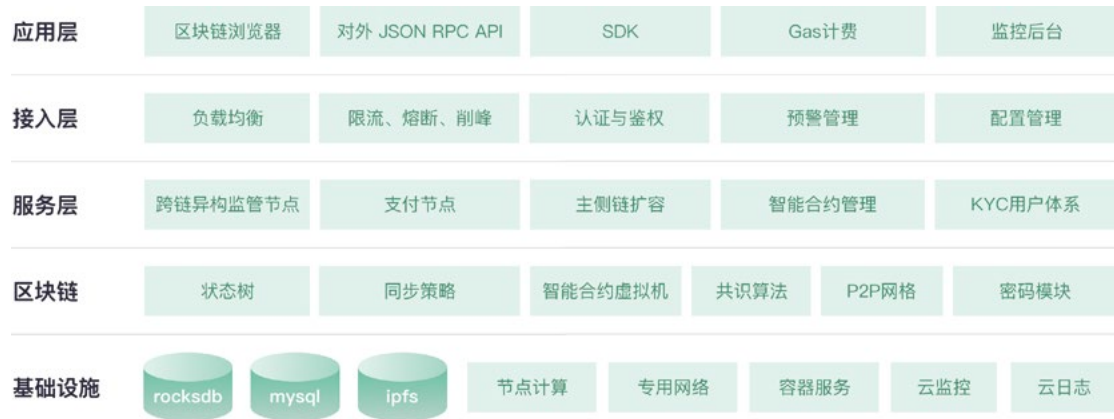 应用层 区块链浏览器 对外 JSON RPC API SDK Gas计费 监控后台
接入层 负载均衡 限流、熔断、削峰 认证与鉴权 预警管理 配置管理
服务层 跨链异构监管节点 支付节点 主侧链扩容 智能合约管理 KYC用户体系
区块链 状态树 同步策略 智能合约虚拟机 共识算法 P2P网格 密码模块
基础设施 rocksdb mysql ipfs 节点计算 专用网络 容器服务 云监控 云日志